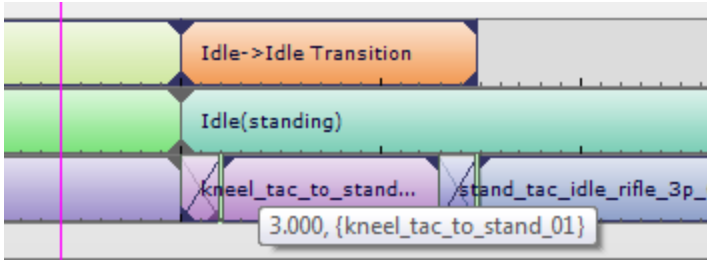 Idle->Idle Transition
Idle(standing)
kneel_tac_to_stand...
stand_tac_idle_rifle_3p_
3.000, {kneel_tac_to_stand_01}